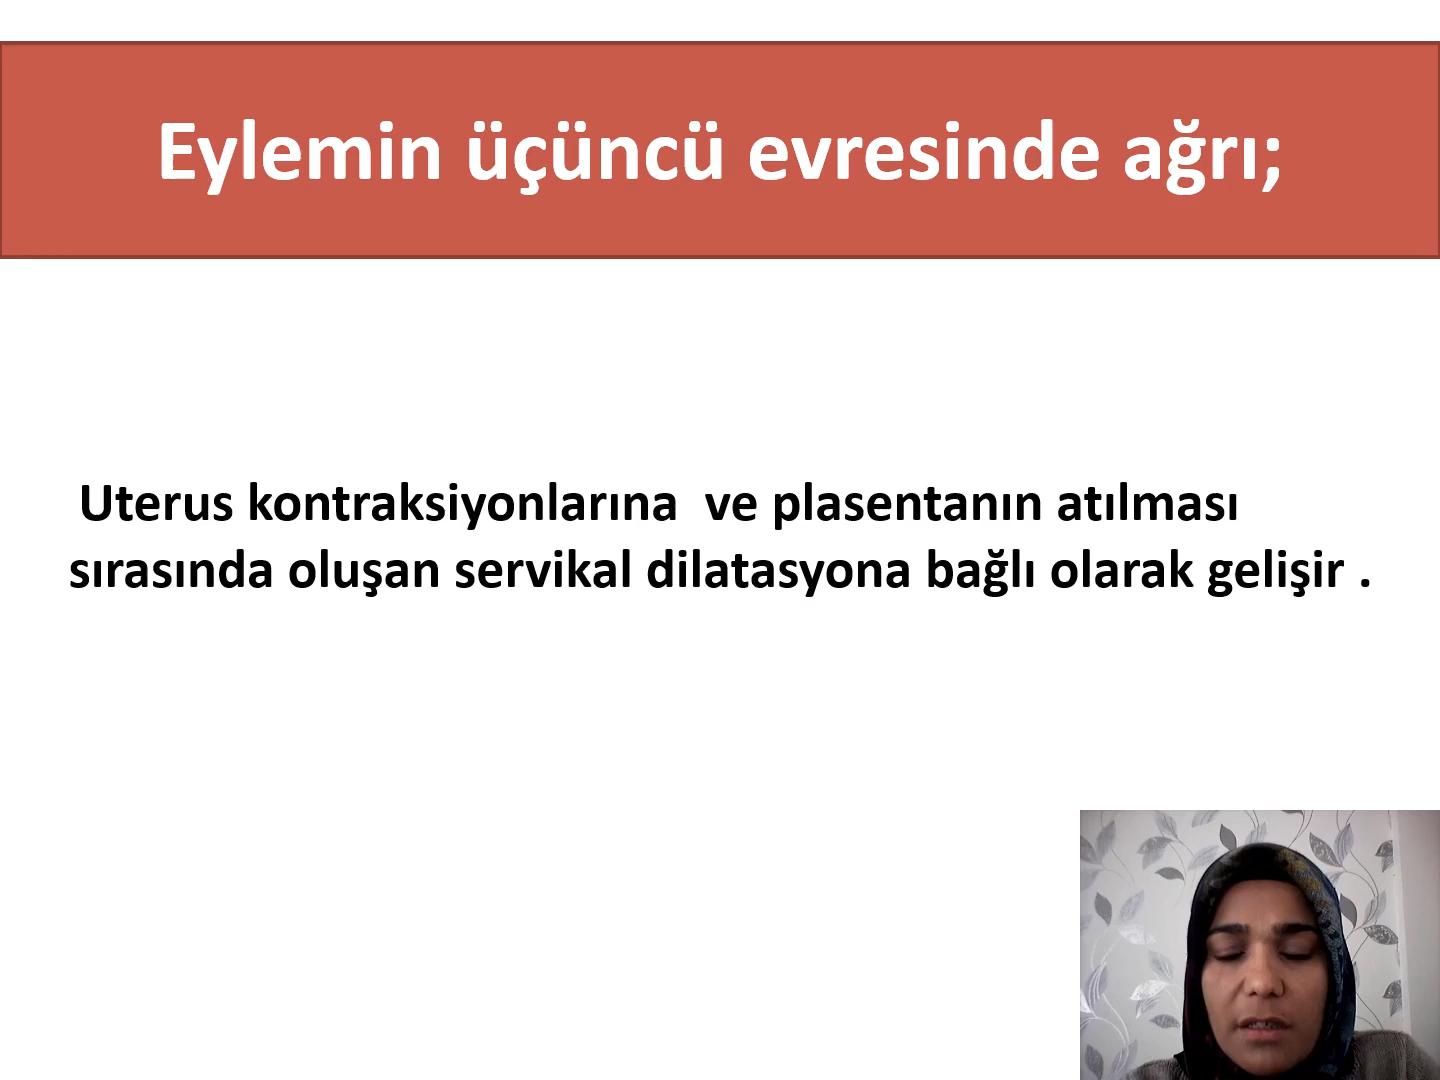 Eylemin üçüncü evresinde ağrı;
Uterus kontraksiyonlarına  ve plasentanın atılması
sırasında oluşan servikal dilatasyona bağlı olarak gelişir .